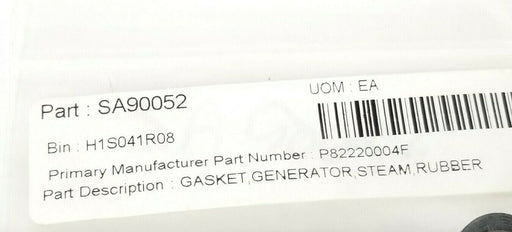 Part : SA90052
UOM : EA
Bin : H1S041R08
Primary Manufacturer Part Number : P82220004F
Part Description : GASKET,GENERATOR,STEAM,RUBBER